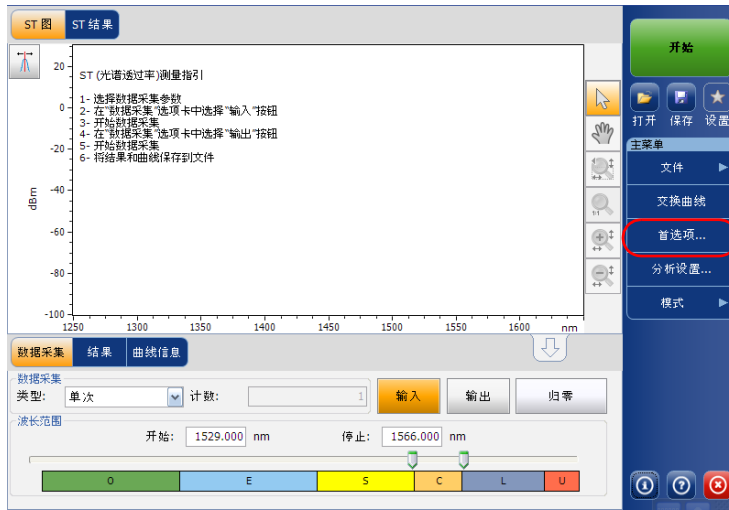 ST 图 ST 结果
开始
打开 保存 设置
主菜单
文件
交换曲线
首选项...
分析设置...
模式
ST (光谱透过率)测量指引
1- 选择数据采集参数
2- 在"数据采集"选项卡中选择"输入"按钮
3- 开始数据采集
4- 在"数据采集"选项卡中选择"输出"按钮
5- 开始数据采集
6- 将结果和曲线保存到文件
20
0
-20
-40
-60
-80
-100
dBm
1250 1300 1350 1400 1450 1500 1550 1600 nm
1:1
数据采集 结果 曲线信息
数据采集
类型: 单次 计数: 1 输入 输出 归零
波长范围
开始: 1529.000 nm 停止: 1566.000 nm
O E S C L U